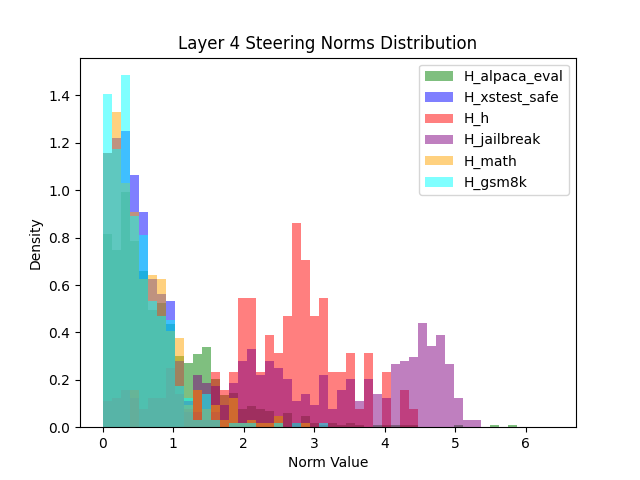 Layer 4 Steering Norms Distribution
H_alpaca_eval
H_xstest_safe
H_h
H_jailbreak
H_math
H_gsm8k
Density
1.4
1.2
1.0
0.8
0.6
0.4
0.2
0.0
0 1 2 3 4 5 6
Norm Value